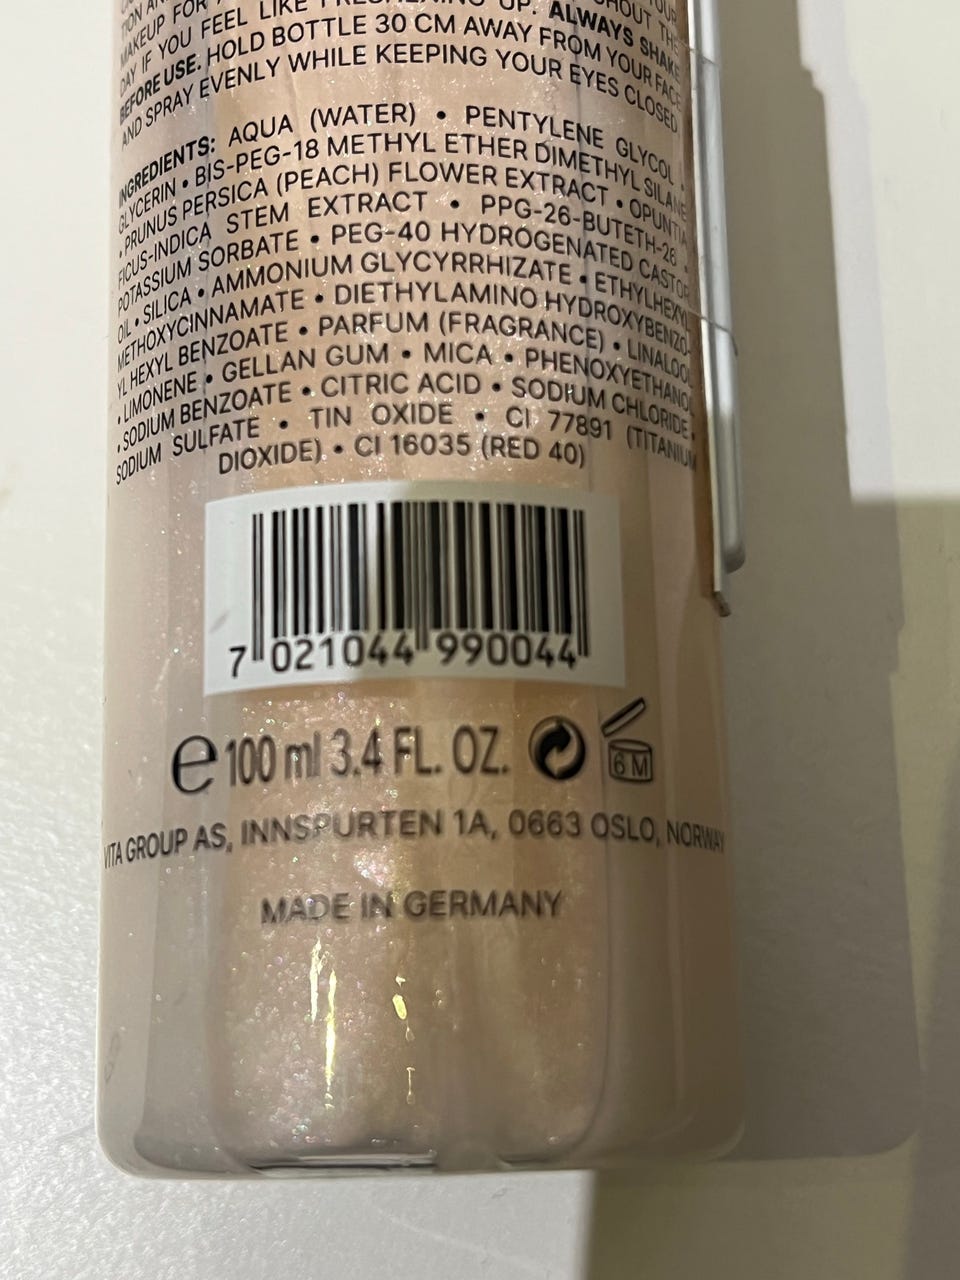 TION AN
MAKEUP FOR
DAY IF YOU FEEL LIKE FRESHENING UP. ALWAYS SHAKE
BEFORE USE. HOLD BOTTLE 30 CM AWAY FROM YOUR FACE
AND SPRAY EVENLY WHILE KEEPING YOUR EYES CLOSED
INGREDIENTS: AQUA (WATER) • PENTYLENE GLYCOL •
GLYCERIN • BIS-PEG-18 METHYL ETHER DIMETHYL SILANE
• PRUNUS PERSICA (PEACH) FLOWER EXTRACT • OPUNTIA
FICUS-INDICA STEM EXTRACT • PPG-26-BUTETH-26 •
POTASSIUM SORBATE • PEG-40 HYDROGENATED CASTOR
OIL • SILICA • AMMONIUM GLYCYRRHIZATE • ETHYLHEXYL
METHOXYCINNAMATE • DIETHYLAMINO HYDROXYBENZO-
YL HEXYL BENZOATE • PARFUM (FRAGRANCE) • LINALOOL
• LIMONENE • GELLAN GUM • MICA • PHENOXYETHANOL
• SODIUM BENZOATE • CITRIC ACID • SODIUM CHLORIDE •
SODIUM SULFATE • TIN OXIDE • CI 77891 (TITANIUM
DIOXIDE) • CI 16035 (RED 40)
7 021044 990044
e 100 ml 3.4 FL. OZ. 6 M
VITA GROUP AS, INNSPURTEN 1A, 0663 OSLO, NORWAY
MADE IN GERMANY